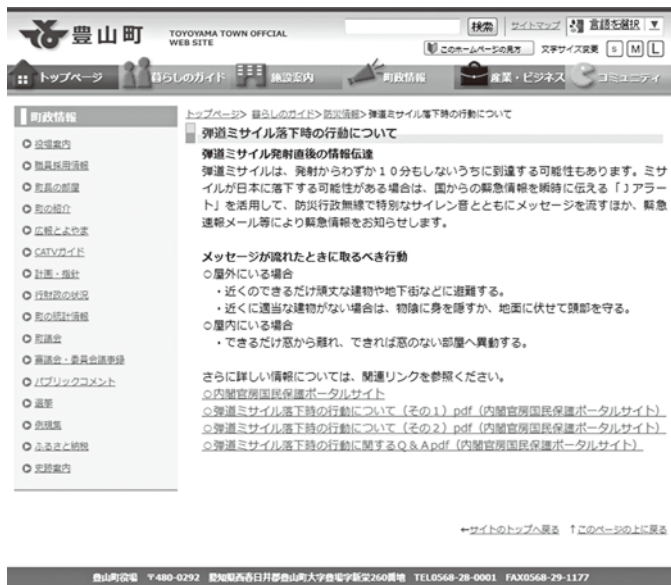 豊山町
TOYOYAMA TOWN OFFCIAL
WEB SITE
検索 サイトマップ 言語を選択 ▼
このホームページの見方 文字サイズ変更 S M L
トップページ 暮らしのガイド 施設案内 町政情報 産業・ビジネス コミュニティ
町政情報
役場案内
職員採用情報
町長の部屋
町の紹介
広報とよやま
CATVガイド
計画・指針
行財政の状況
町の統計情報
町議会
審議会・委員会議事録
パブリックコメント
選挙
例規集
ふるさと納税
史跡案内
トップページ> 暮らしのガイド>防災情報>弾道ミサイル落下時の行動について
弾道ミサイル落下時の行動について
弾道ミサイル発射直後の情報伝達
弾道ミサイルは、発射からわずか10分もしないうちに到達する可能性もあります。ミサ
イルが日本に落下する可能性がある場合は、国からの緊急情報を瞬時に伝える「Jアラー
ト」を活用して、防災行政無線で特別なサイレン音とともにメッセージを流すほか、緊急
速報メール等により緊急情報をお知らせします。
メッセージが流れたときに取るべき行動
○屋外にいる場合
・近くのできるだけ頑丈な建物や地下街などに避難する。
・近くに適当な建物がない場合は、物陰に身を隠すか、地面に伏せて頭部を守る。
○屋内にいる場合
・できるだけ窓から離れ、できれば窓のない部屋へ異動する。
さらに詳しい情報については、関連リンクを参照ください。
○内閣官房国民保護ポータルサイト
○弾道ミサイル落下時の行動について（その1）pdf（内閣官房国民保護ポータルサイト）
○弾道ミサイル落下時の行動について（その2）pdf（内閣官房国民保護ポータルサイト）
○弾道ミサイル落下時の行動に関するQ&Apdf（内閣官房国民保護ポータルサイト）
←サイトのトップへ戻る ↑このページの上に戻る
豊山町役場 〒480-0292 愛知県西春日井郡豊山町大字豊場字新栄260番地 TEL0568-28-0001 FAX0568-29-1177